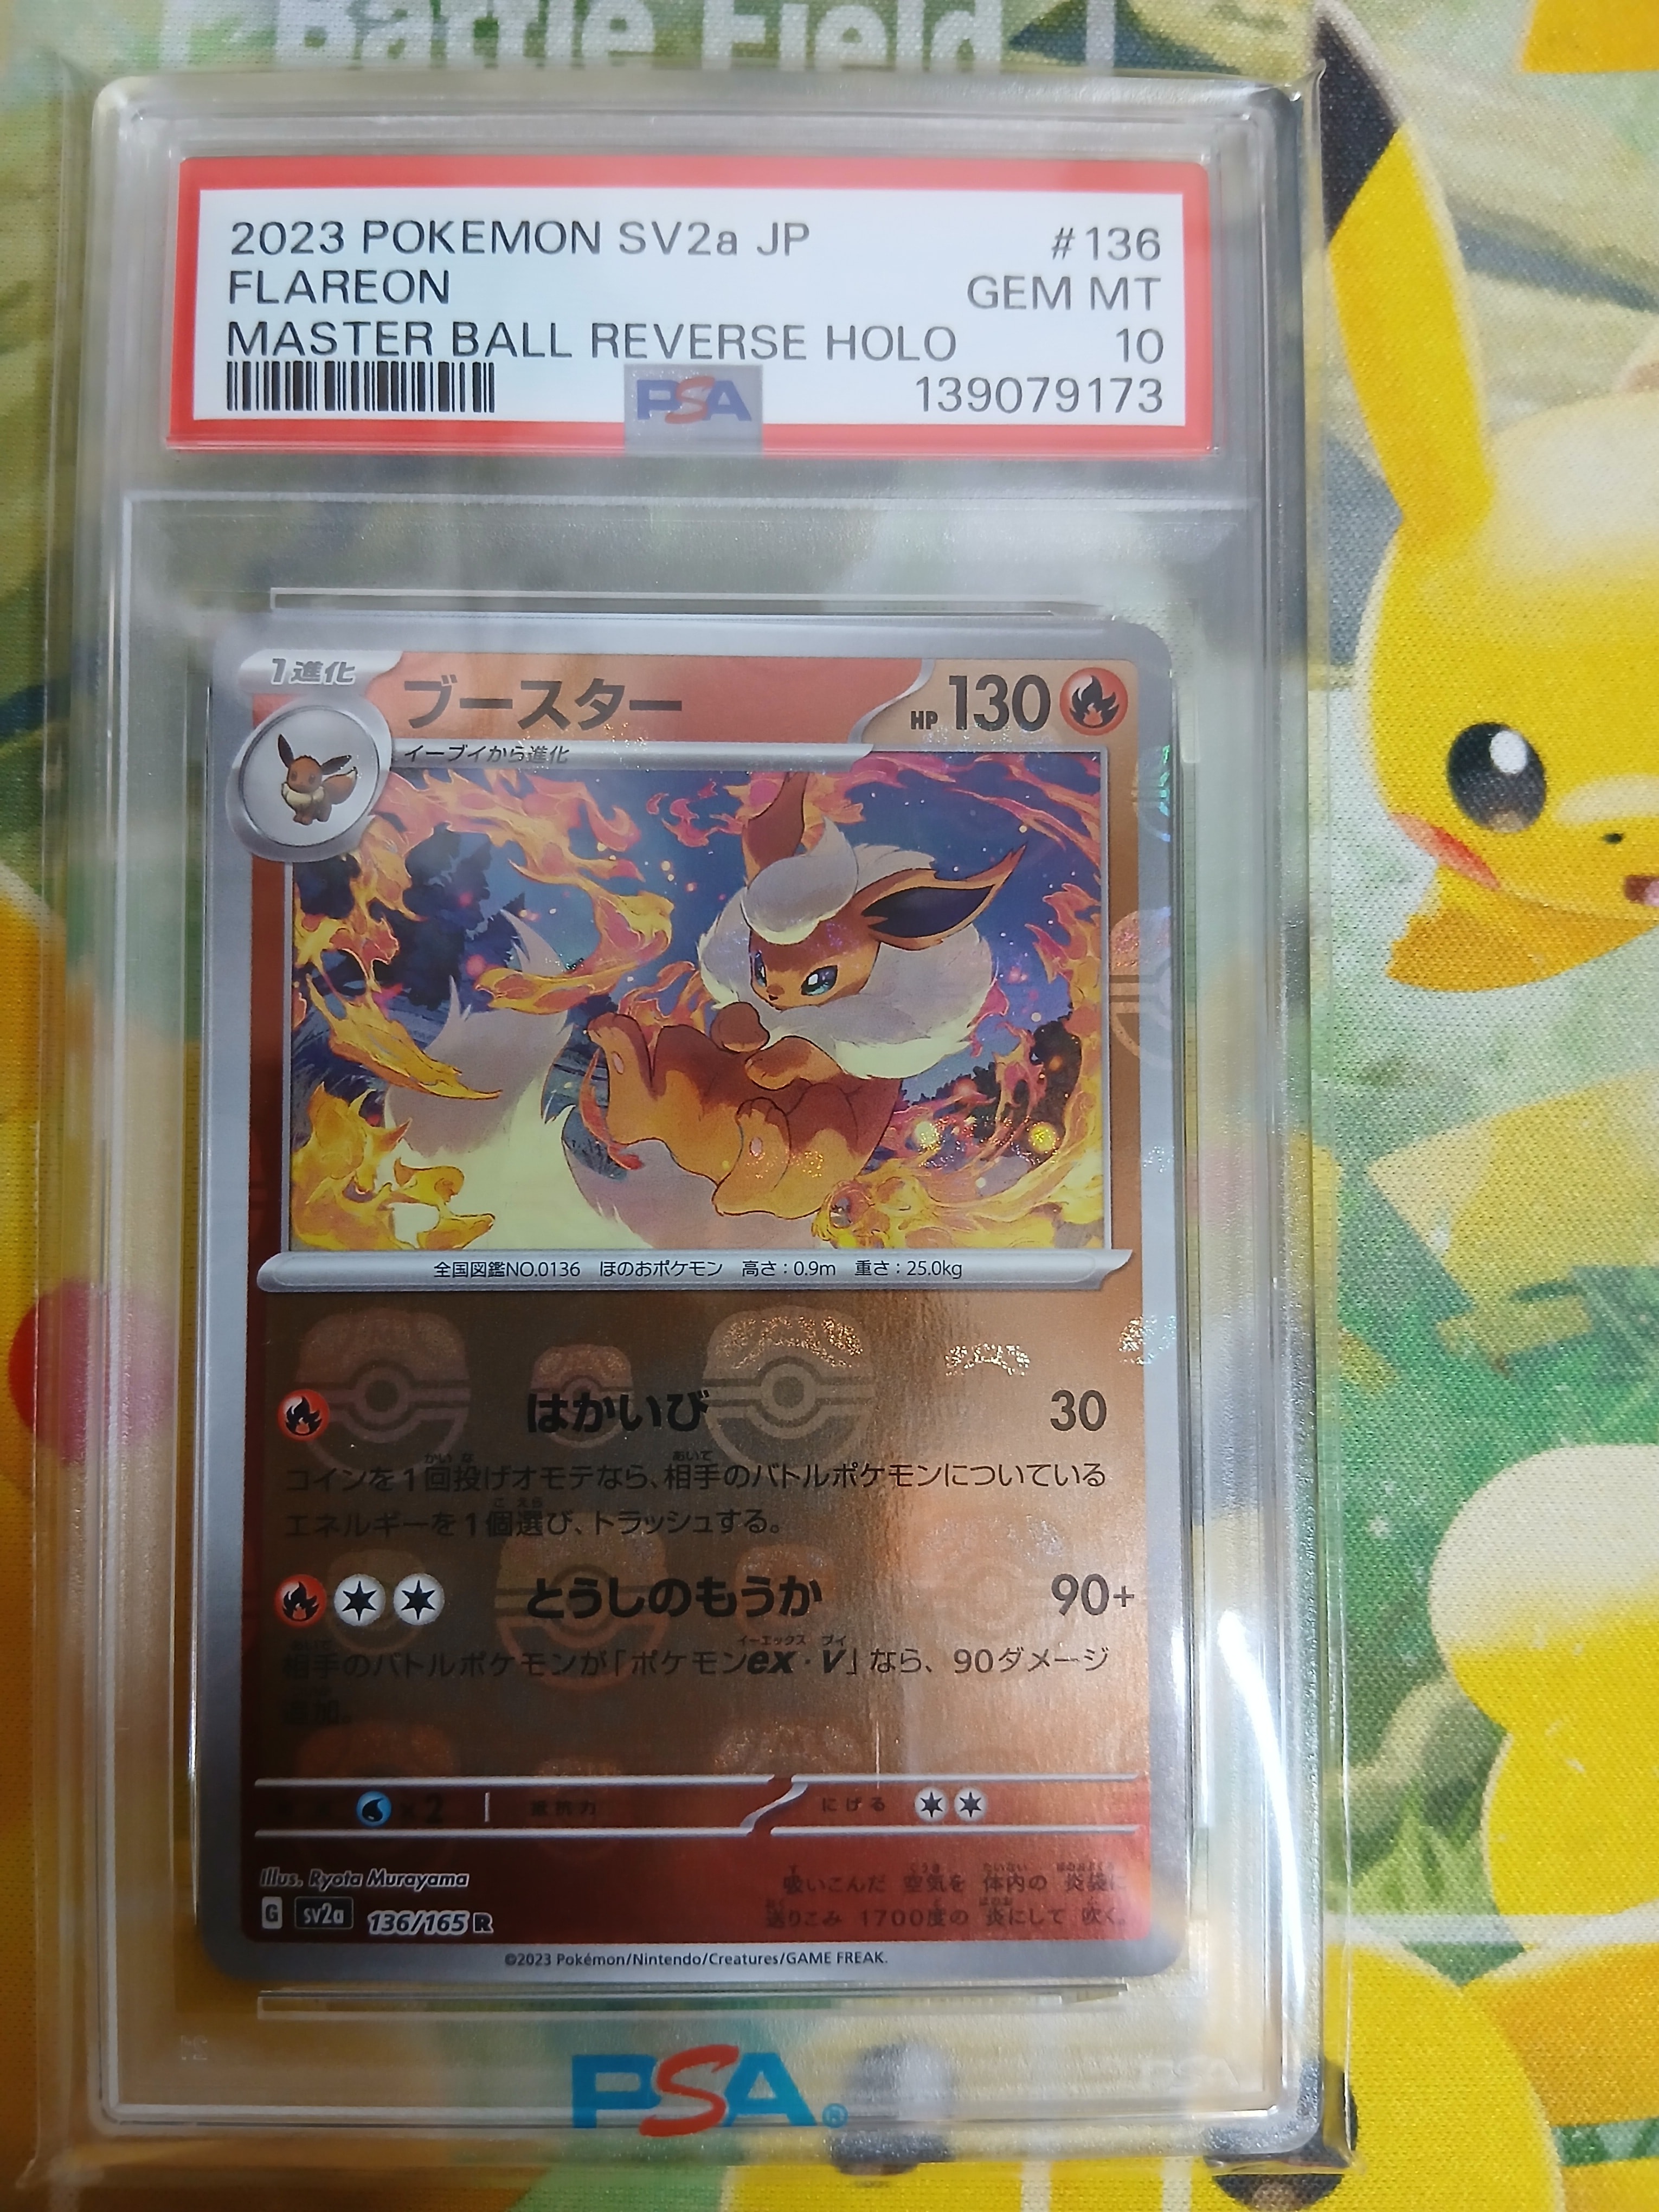 Battle Field
2023 POKEMON SV2a JP #136
FLAREON GEM MT
MASTER BALL REVERSE HOLO 10
PSA 139079173
1進化
ブースター
HP 130
イーブイから進化
全国図鑑NO.0136 ほのおポケモン 高さ:0.9m 重さ:25.0kg
はかいび 30
コインを1回投げオモテなら、相手のバトルポケモンについている
エネルギーを1個選び、トラッシュする。
とうしのもうか 90+
相手のバトルポケモンが「ポケモンex・V」なら、90ダメージ
追加。
×2 抵抗力 にげる
Illus. Ryota Murayama
吸いこんだ 空気を 体内の 炎袋に
G sv2a 136/165 R
送りこみ 1700度の 炎にして 吹く。
©2023 Pokémon/Nintendo/Creatures/GAME FREAK.
PSA®